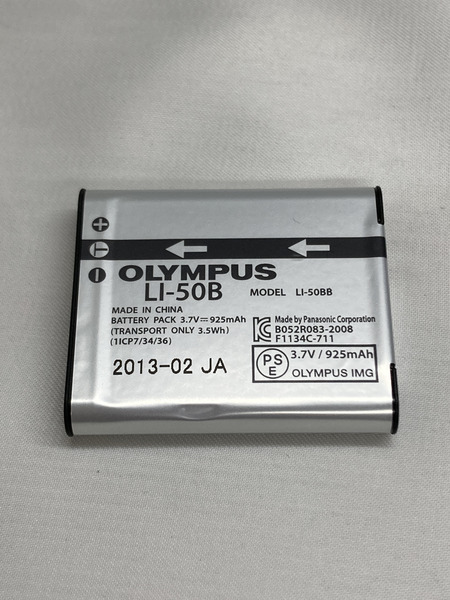 OLYMPUS
LI-50B MODEL LI-50BB
MADE IN CHINA
BATTERY PACK 3.7V⎓925mAh
(TRANSPORT ONLY 3.5Wh)
(1ICP7/34/36)
2013-02 JA
Made by Panasonic Corporation
B052R083-2008
F1134C-711
PSE 3.7V/925mAh
OLYMPUS IMG